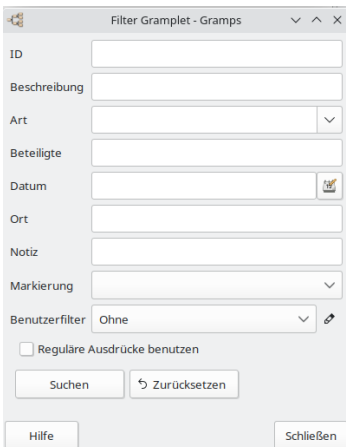 Filter Gramplet - Gramps
ID
Beschreibung
Art
Beteiligte
Datum
Ort
Notiz
Markierung
Benutzerfilter Ohne
Reguläre Ausdrücke benutzen
Suchen Zurücksetzen
Hilfe Schließen